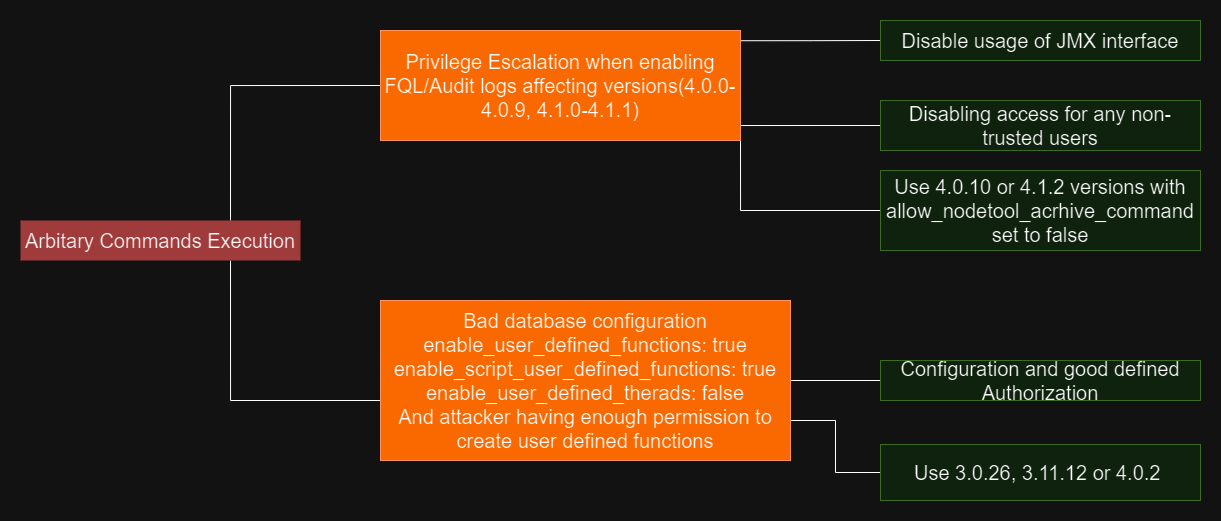 Privilege Escalation when enabling
FQL/Audit logs affecting versions(4.0.0-
4.0.9, 4.1.0-4.1.1)
Disable usage of JMX interface
Disabling access for any non-
trusted users
Use 4.0.10 or 4.1.2 versions with
allow_nodetool_acrhive_command
set to false
Arbitary Commands Execution
Bad database configuration
enable_user_defined_functions: true
enable_script_user_defined_functions: true
enable_user_defined_therads: false
And attacker having enough permission to
create user defined functions
Configuration and good defined
Authorization
Use 3.0.26, 3.11.12 or 4.0.2